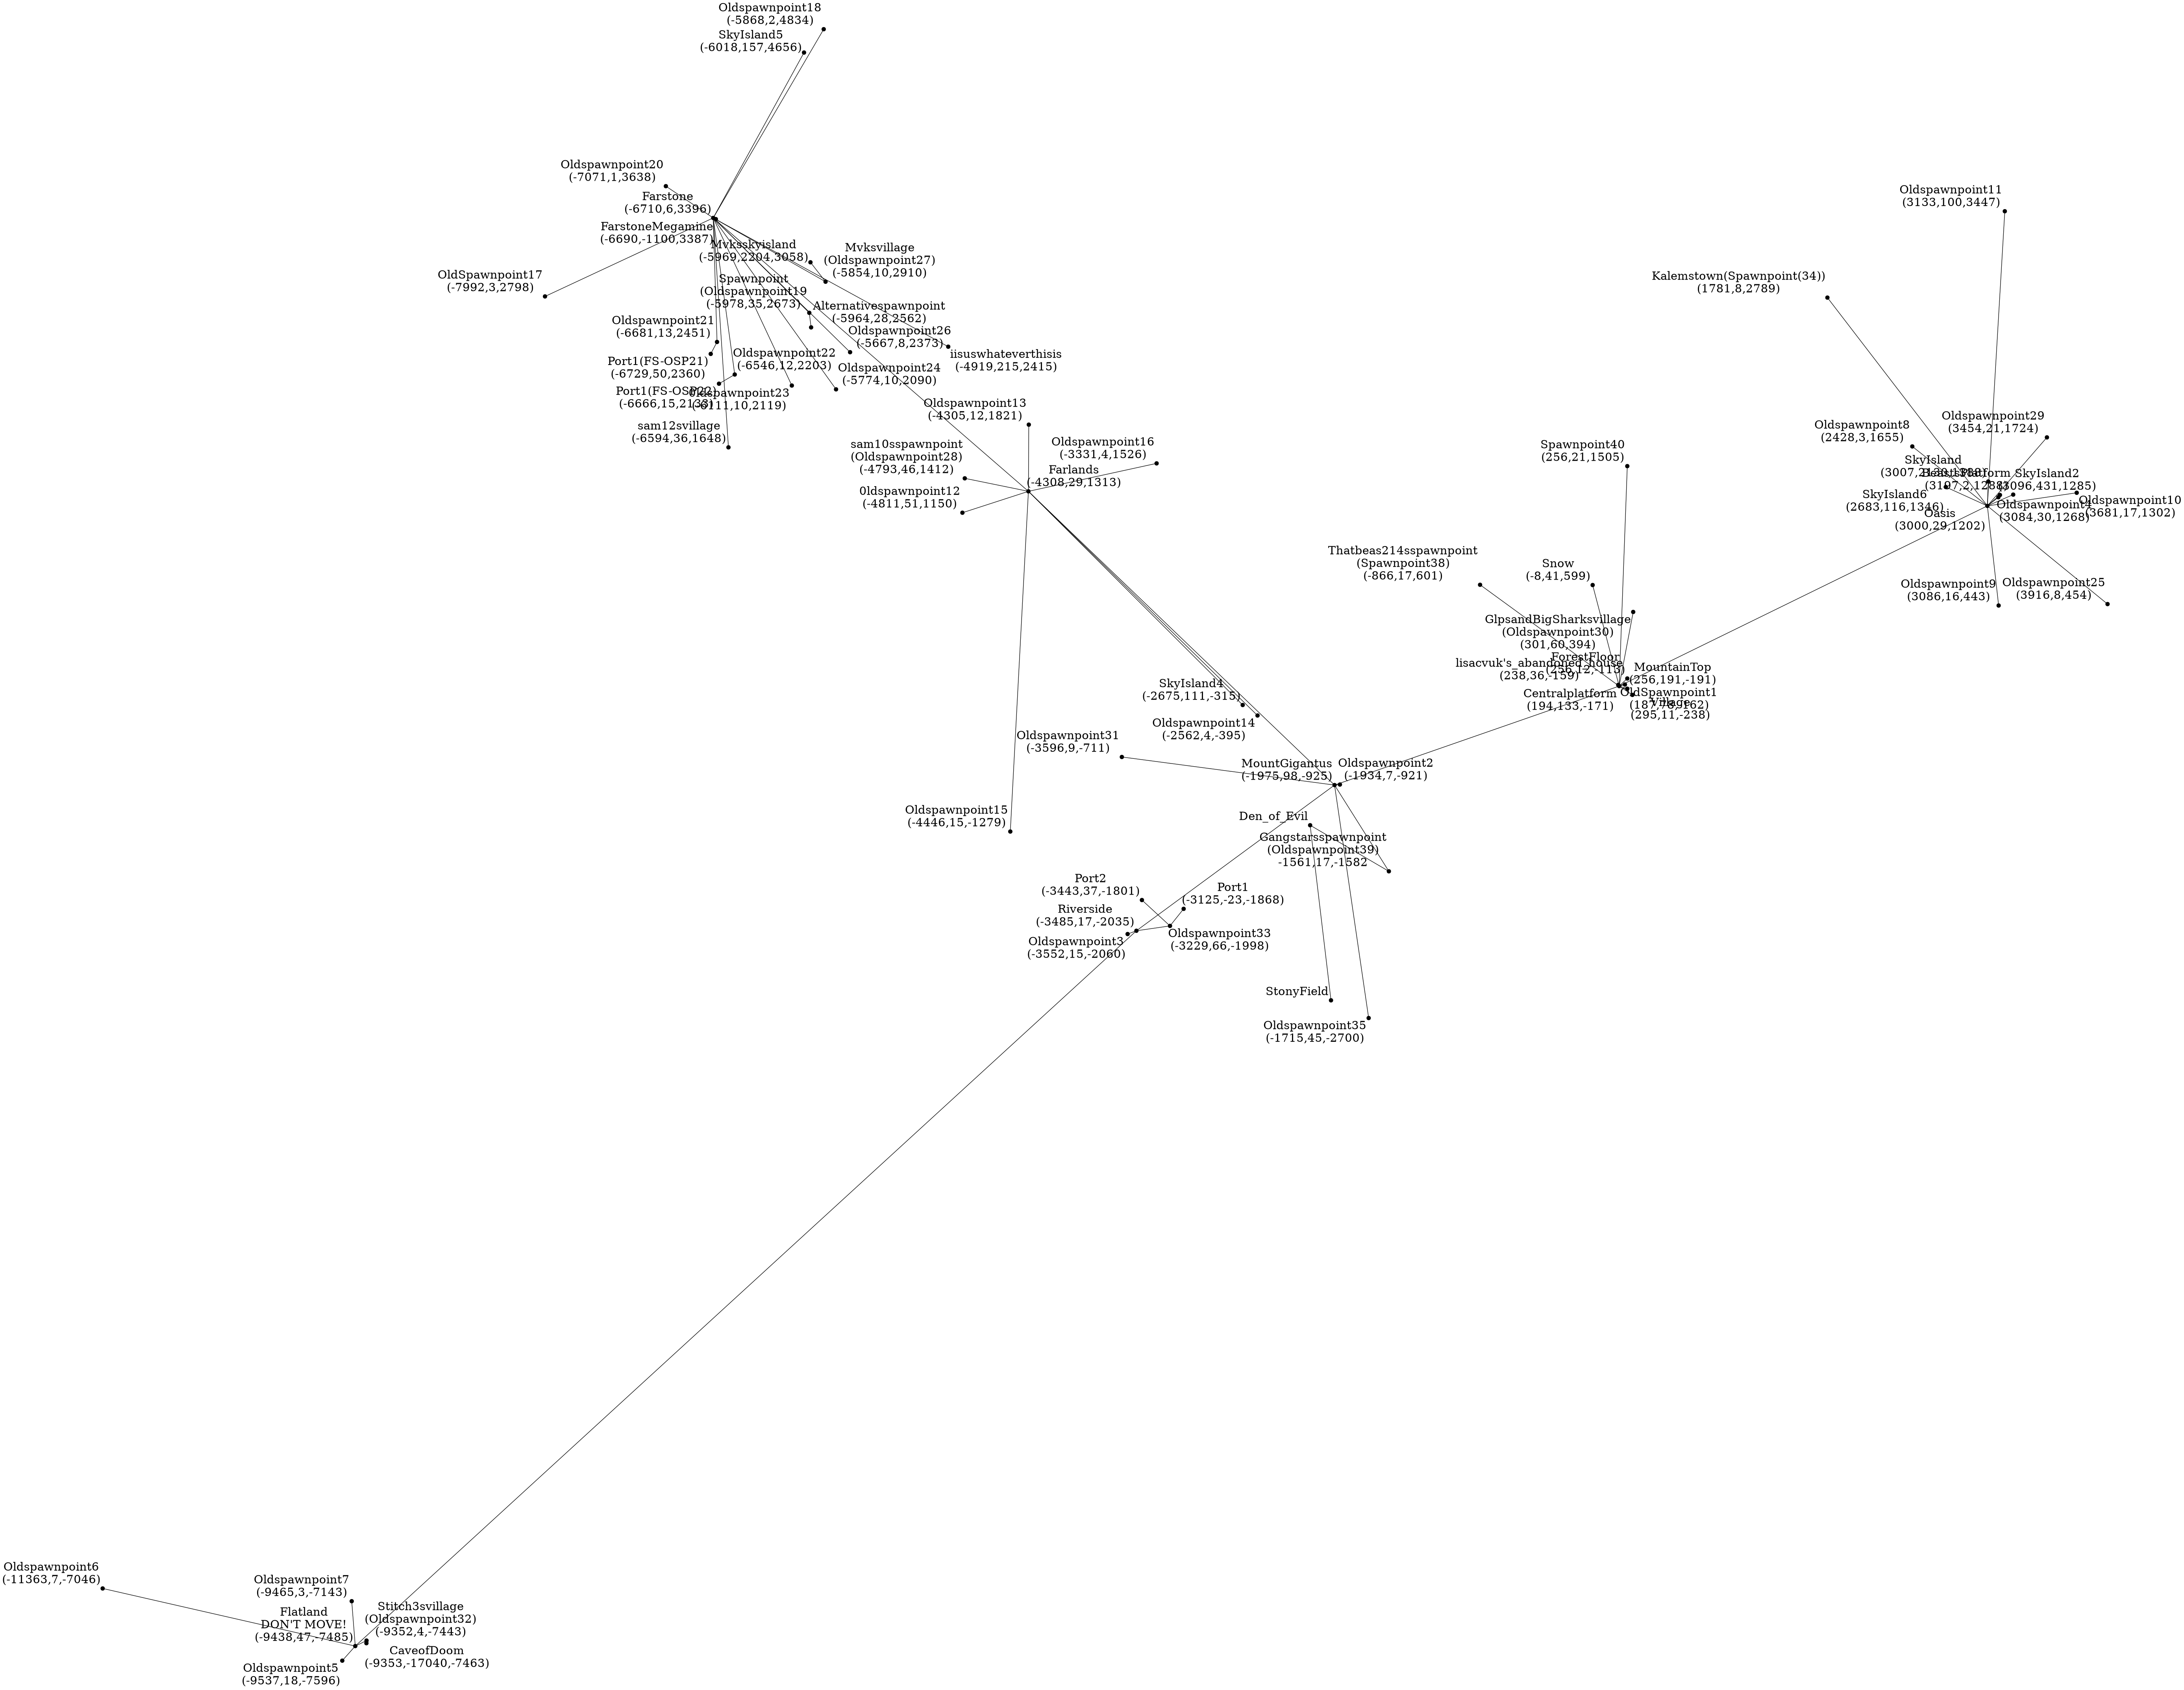 Oldspawnpoint18
(-5868,2,4834)
SkyIsland5
(-6018,157,4656)
Oldspawnpoint20
(-7071,1,3638)
Farstone
(-6710,6,3396)
FarstoneMegamine
(-6690,-1100,3387)
Mvksskyisland
(-5969,2204,3058)
Mvksvillage
(Oldspawnpoint27)
(-5854,10,2910)
OldSpawnpoint17
(-7992,3,2798)
Spawnpoint
(Oldspawnpoint19
(-5978,35,2673)
Alternativespawnpoint
(-5964,28,2562)
Oldspawnpoint21
(-6681,13,2451)
Oldspawnpoint26
(-5667,8,2373)
iisuswhateverthisis
(-4919,215,2415)
Port1(FS-OSP21)
(-6729,50,2360)
Oldspawnpoint22
(-6546,12,2203)
Oldspawnpoint24
(-5774,10,2090)
Port1(FS-OSP22)
(-6666,15,2133)
Oldspawnpoint23
(-6111,10,2119)
sam12svillage
(-6594,36,1648)
Oldspawnpoint13
(-4305,12,1821)
sam10sspawnpoint
(Oldspawnpoint28)
(-4793,46,1412)
Oldspawnpoint16
(-3331,4,1526)
Farlands
(-4308,29,1313)
0ldspawnpoint12
(-4811,51,1150)
Oldspawnpoint11
(3133,100,3447)
Kalemstown(Spawnpoint(34))
(1781,8,2789)
Oldspawnpoint29
(3454,21,1724)
Oldspawnpoint8
(2428,3,1655)
Spawnpoint40
(256,21,1505)
SkyIsland
BeastsPlatform
(3107,2,1288)
SkyIsland2
(3096,431,1285)
SkyIsland6
(2683,116,1346)
Oldspawnpoint10
(3681,17,1302)
Oldspawnpoint4
(3084,30,1268)
Oasis
(3000,29,1202)
Thatbeas214sspawnpoint
(Spawnpoint38)
(-866,17,601)
Snow
(-8,41,599)
Oldspawnpoint9
(3086,16,443)
Oldspawnpoint25
(3916,8,454)
GlpsandBigSharksvillage
(Oldspawnpoint30)
(301,60,394)
ForestFloor
(256,12,-113)
lisacvuk's_abandoned_house
(238,36,-159)
MountainTop
(256,191,-191)
Centralplatform
(194,133,-171)
OldSpawnpoint1
(187,78,-162)
Village
(295,11,-238)
SkyIsland4
(-2675,111,-315)
Oldspawnpoint14
(-2562,4,-395)
Oldspawnpoint31
(-3596,9,-711)
MountGigantus
(-1975,98,-925)
Oldspawnpoint2
(-1934,7,-921)
Oldspawnpoint15
(-4446,15,-1279)
Den_of_Evil
Gangstarsspawnpoint
(Oldspawnpoint39)
-1561,17,-1582
Port2
(-3443,37,-1801)
Port1
(-3125,-23,-1868)
Riverside
(-3485,17,-2035)
Oldspawnpoint33
(-3229,66,-1998)
Oldspawnpoint3
(-3552,15,-2060)
StonyField
Oldspawnpoint35
(-1715,45,-2700)
Oldspawnpoint6
(-11363,7,-7046)
Oldspawnpoint7
(-9465,3,-7143)
Flatland
DON'T MOVE!
(-9438,47,-7485)
Stitch3svillage
(Oldspawnpoint32)
(-9352,4,-7443)
CaveofDoom
(-9353,-17040,-7463)
Oldspawnpoint5
(-9537,18,-7596)